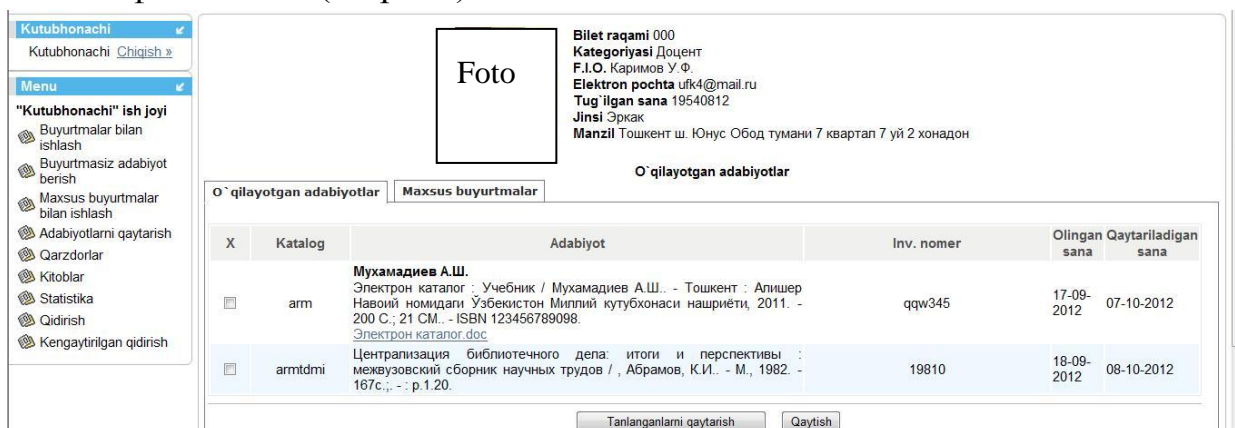 Kutubhonachi
Kutubhonachi Chiqish »
Menu
"Kutubhonachi" ish joyi
Buyurtmalar bilan
ishlash
Buyurtmasiz adabiyot
berish
Maxsus buyurtmalar
bilan ishlash
Adabiyotlarni qaytarish
Qarzdorlar
Kitoblar
Statistika
Qidirish
Kengaytirilgan qidirish
Foto
Bilet raqami 000
Kategoriyasi Доцент
F.I.O. Каримов У.Ф.
Elektron pochta ufk4@mail.ru
Tug`ilgan sana 19540812
Jinsi Эркак
Manzil Тошкент ш. Юнус Обод тумани 7 квартал 7 уй 2 хонадон
O`qilayotgan adabiyotlar
O`qilayotgan adabiyotlar Maxsus buyurtmalar
X Katalog Adabiyot Inv. nomer Olingan sana Qaytariladigan sana
Мухамадиев А.Ш.
Электрон каталог : Учебник / Мухамадиев А.Ш.. - Тошкент : Алишер
arm Навоий номидаги Ўзбекистон Миллий кутубхонаси нашриёти, 2011. - qqw345 17-09-2012 07-10-2012
200 С.; 21 СМ.. - ISBN 123456789098.
Электрон каталог.doc
Централизация библиотечного дела: итоги и перспективы :
armtdmi межвузовский сборник научных трудов / , Абрамов, К.И.. - М., 1982. - 19810 18-09-2012 08-10-2012
167с.;. - : р.1.20.
Tanlanganlarni qaytarish Qaytish